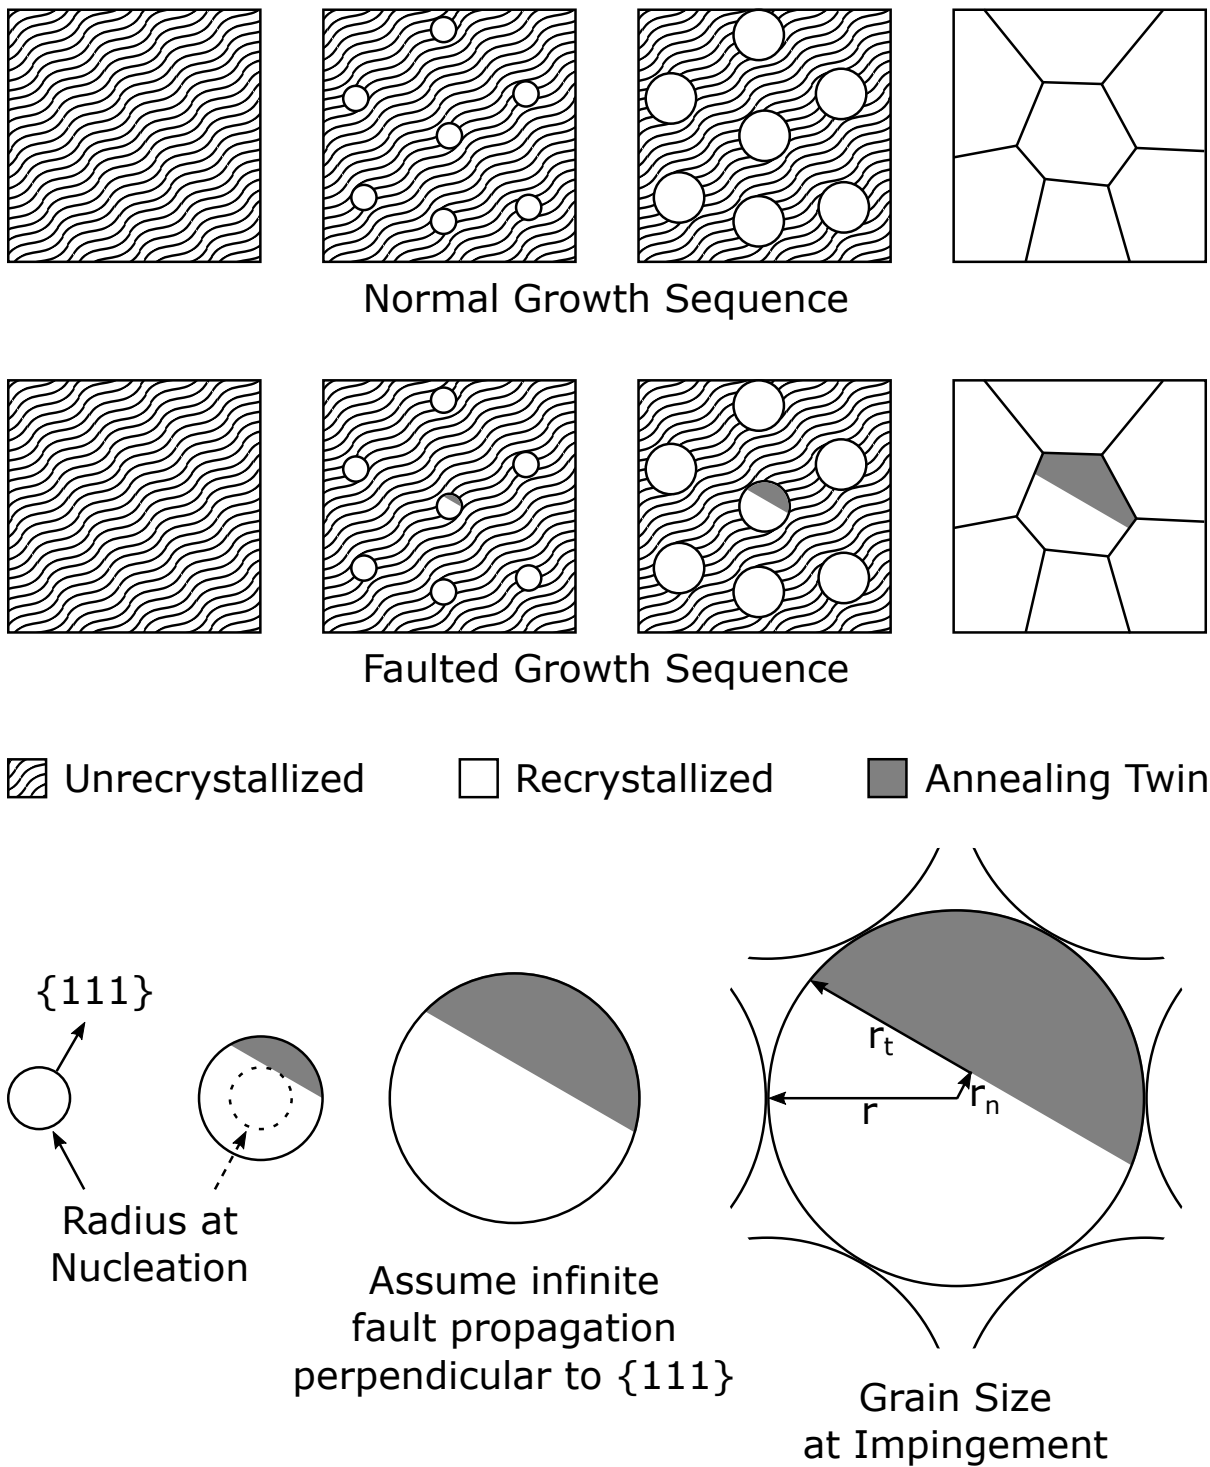 Normal Growth Sequence
Faulted Growth Sequence
Unrecrystallized
Recrystallized
Annealing Twin
{111}
Radius at
Nucleation
Assume infinite
fault propagation
perpendicular to {111}
rt
r
rn
Grain Size
at Impingement